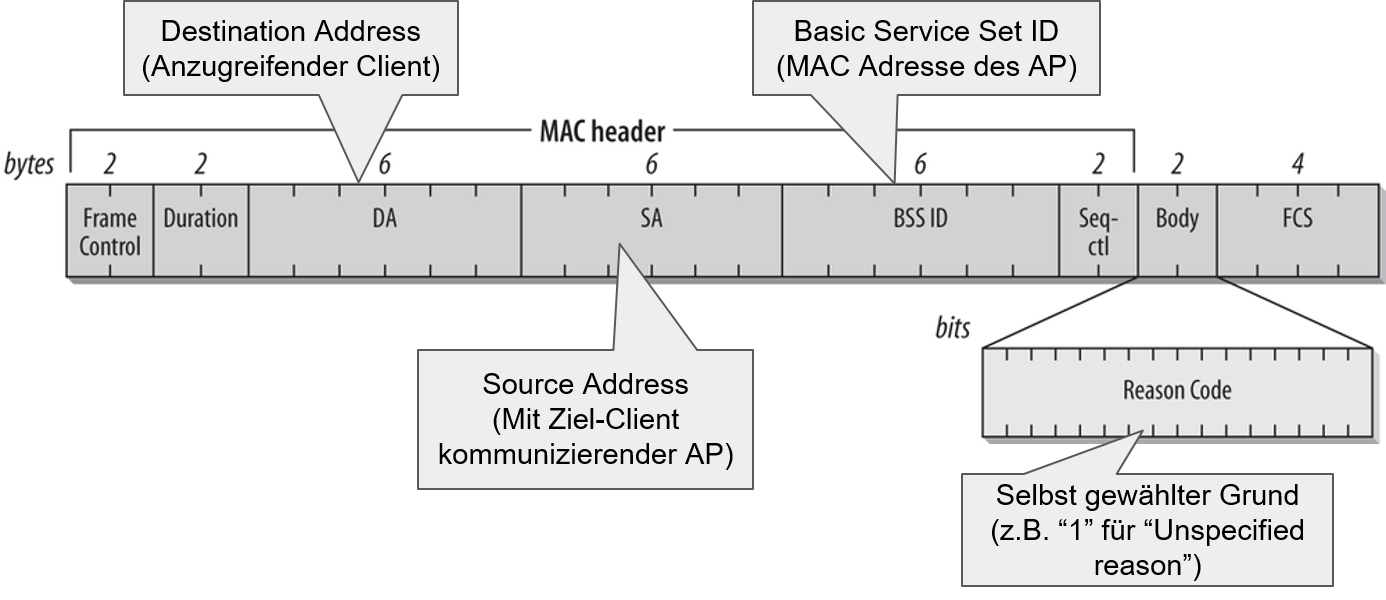 Destination Address
(Anzugreifender Client)
Basic Service Set ID
(MAC Adresse des AP)
MAC header
bytes 2 2 6 6 6 2 2 4
Frame Control
Duration
DA
SA
BSS ID
Seq-
ctl
Body
FCS
bits
Reason Code
Source Address
(Mit Ziel-Client
kommunizierender AP)
Selbst gewählter Grund
(z.B. “1” für “Unspecified
reason”)